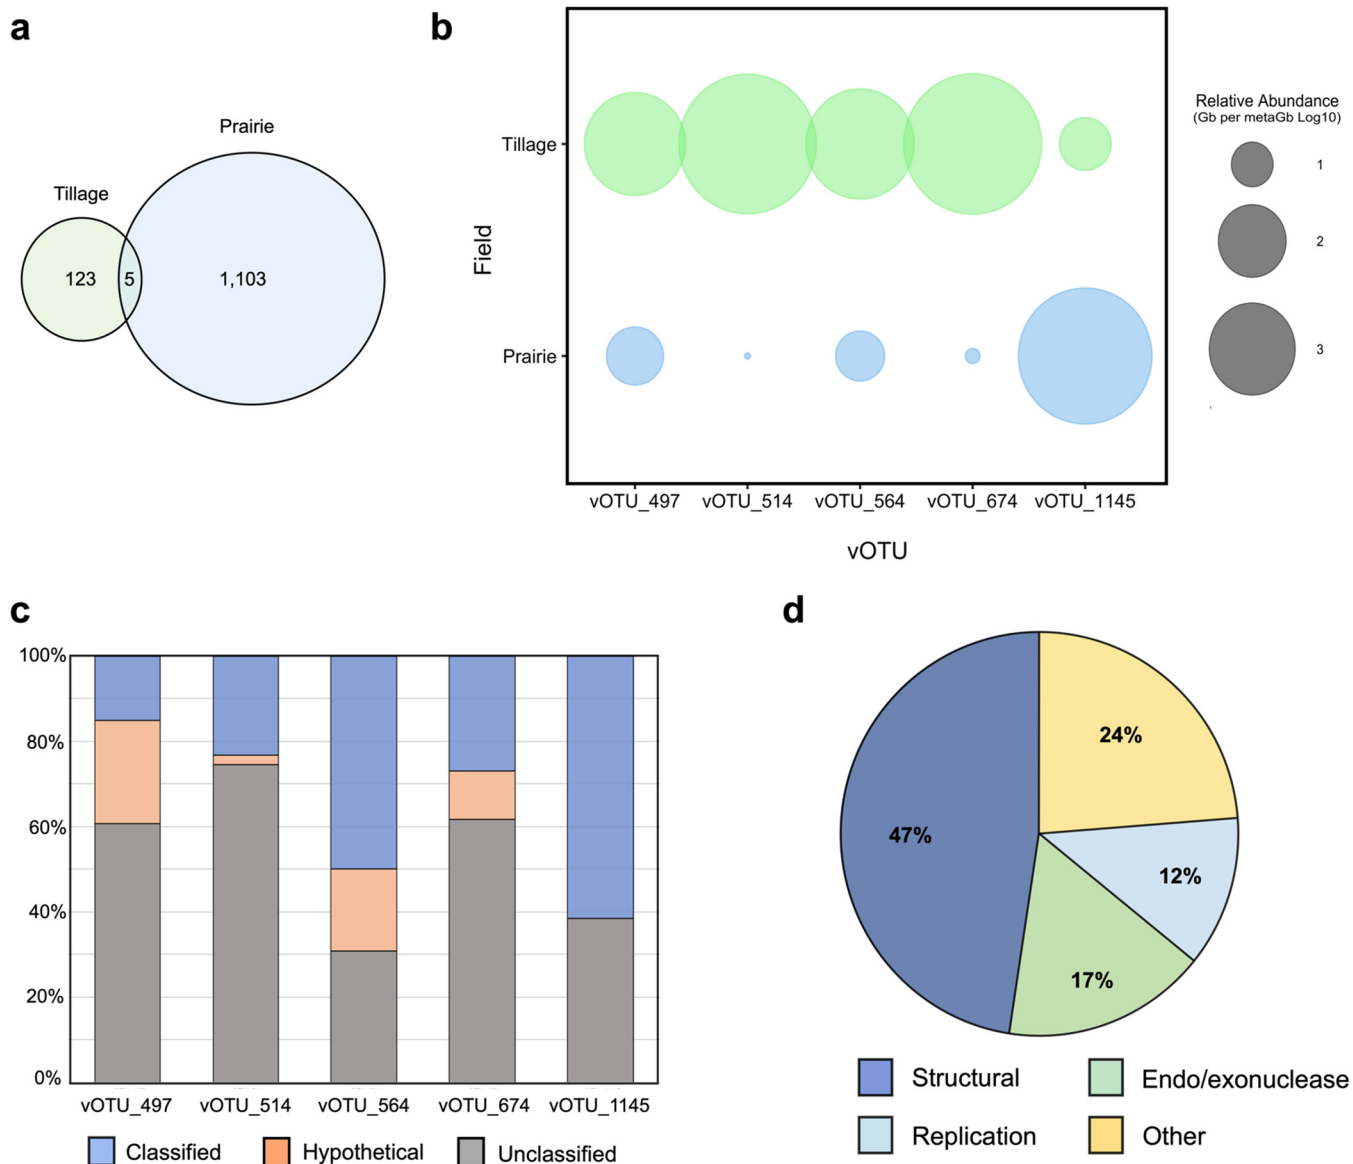 a
Prairie
Tillage
123
5
1,103
b
Tillage
Prairie
Field
vOTU_497
vOTU_514
vOTU_564
vOTU_674
vOTU_1145
vOTU
Relative Abundance
(Gb per metaGb Log10)
1
2
3
c
100%
80%
60%
40%
20%
0%
vOTU_497
vOTU_514
vOTU_564
vOTU_674
vOTU_1145
Classified
Hypothetical
Unclassified
d
24%
47%
12%
17%
Structural
Endo/exonuclease
Replication
Other